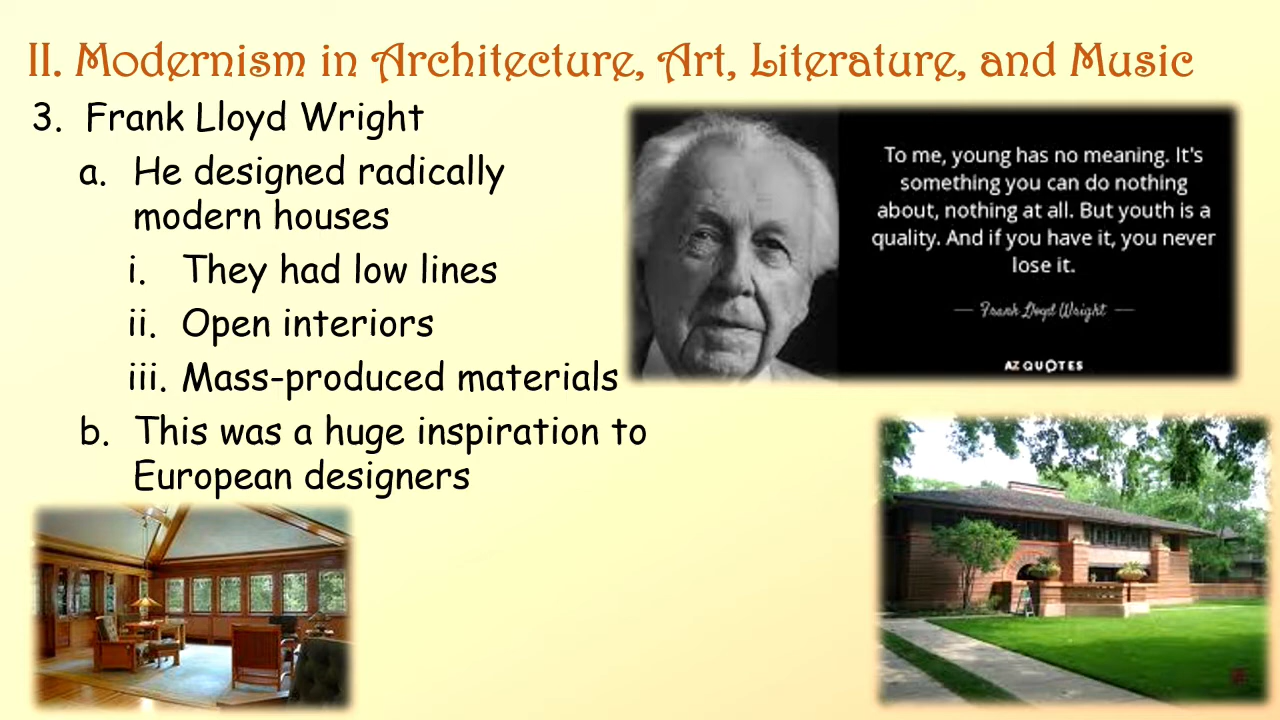 II. Modernism in Architecture, Art, Literature, and Music
3. Frank Lloyd Wright
a. He designed radically
modern houses
i. They had low lines
ii. Open interiors
iii. Mass-produced materials
b. This was a huge inspiration to
European designers
To me, young has no meaning. It's
something you can do nothing
about, nothing at all. But youth is a
quality. And if you have it, you never
lose it.
— Frank Lloyd Wright —
AZ QUOTES